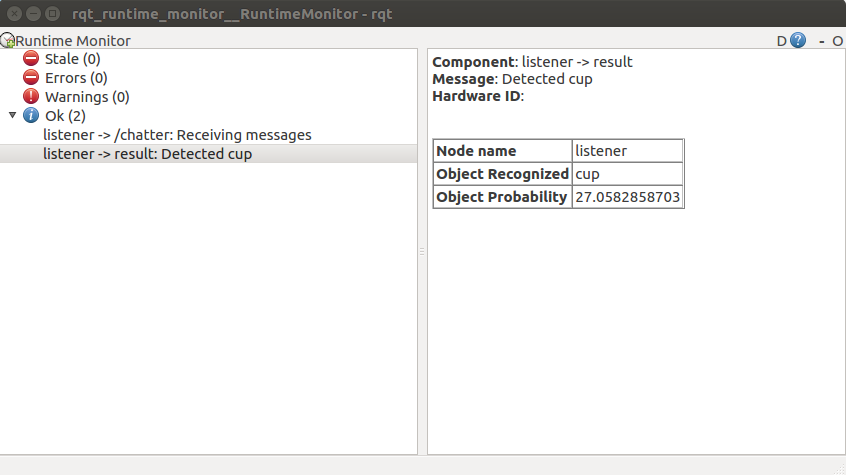 rqt_runtime_monitor__RuntimeMonitor - rqt
Runtime Monitor
D ? - O
Stale (0)
Errors (0)
Warnings (0)
Ok (2)
listener -> /chatter: Receiving messages
listener -> result: Detected cup
Component: listener -> result
Message: Detected cup
Hardware ID:
Node name listener
Object Recognized cup
Object Probability 27.0582858703